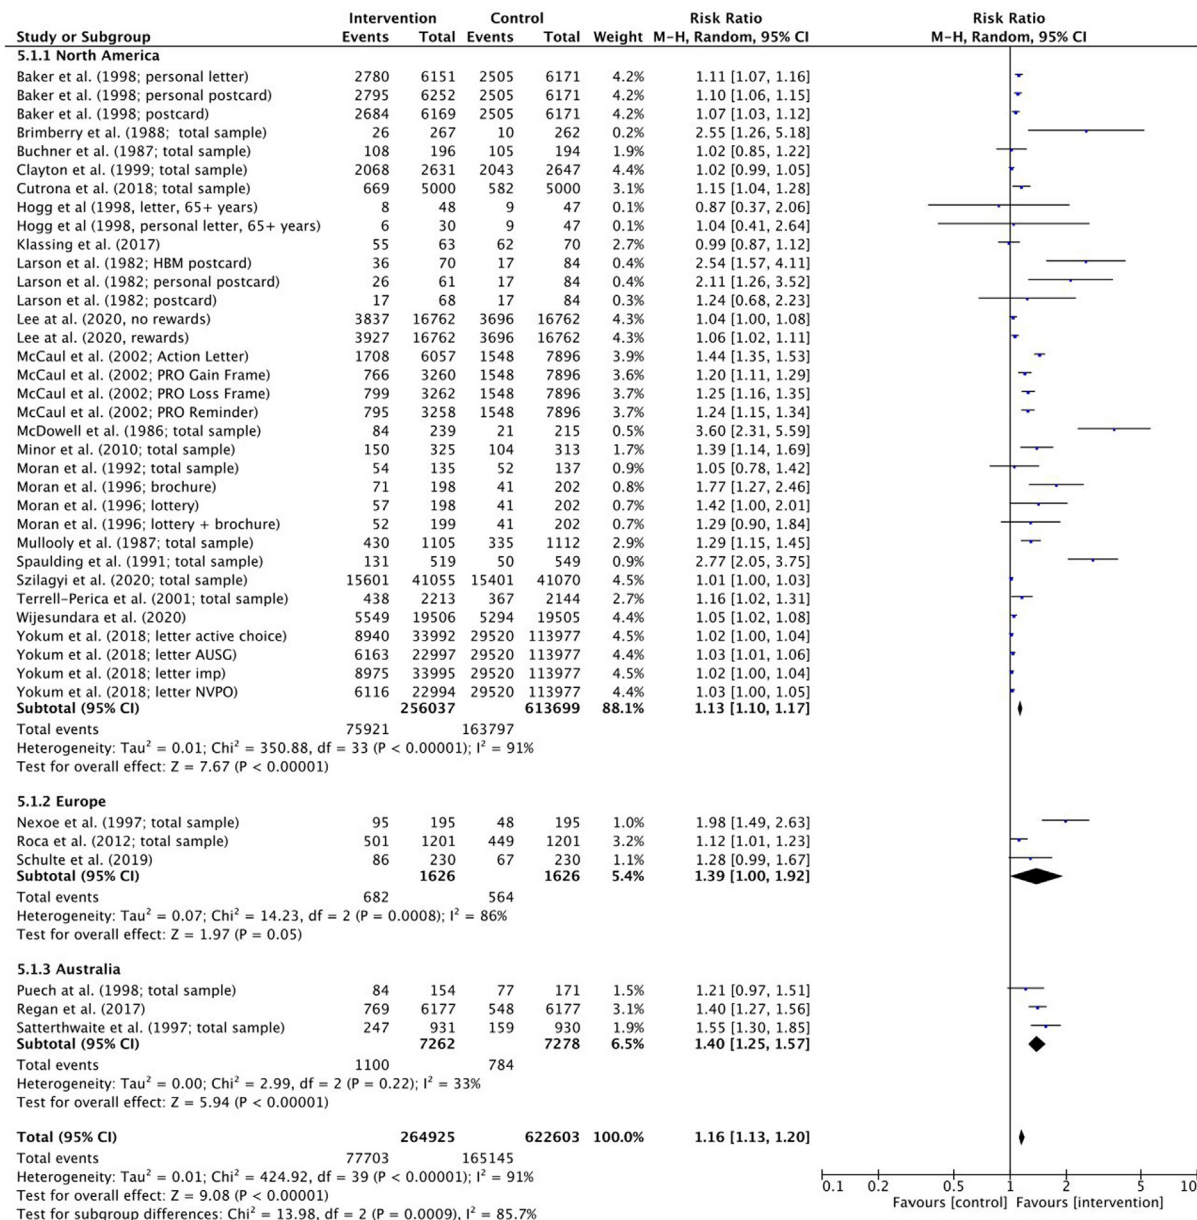 Intervention Control Risk Ratio Risk Ratio
Study or Subgroup Events Total Events Total Weight M-H, Random, 95% CI M-H, Random, 95% CI
5.1.1 North America
Baker et al. (1998; personal letter) 2780 6151 2505 6171 4.2% 1.11 [1.07, 1.16]
Baker et al. (1998; personal postcard) 2795 6252 2505 6171 4.2% 1.10 [1.06, 1.15]
Baker et al. (1998; postcard) 2684 6169 2505 6171 4.2% 1.07 [1.03, 1.12]
Brimberry et al. (1988; total sample) 26 267 10 262 0.2% 2.55 [1.26, 5.18]
Buchner et al. (1987; total sample) 108 196 105 194 1.9% 1.02 [0.85, 1.22]
Clayton et al. (1999; total sample) 2068 2631 2043 2647 4.4% 1.02 [0.99, 1.05]
Cutrona et al. (2018; total sample) 669 5000 582 5000 3.1% 1.15 [1.04, 1.28]
Hogg et al (1998, letter, 65+ years) 8 48 9 47 0.1% 0.87 [0.37, 2.06]
Hogg et al (1998, personal letter, 65+ years) 6 30 9 47 0.1% 1.04 [0.41, 2.64]
Klassing et al. (2017) 55 63 62 70 2.7% 0.99 [0.87, 1.12]
Larson et al. (1982; HBM postcard) 36 70 17 84 0.4% 2.54 [1.57, 4.11]
Larson et al. (1982; personal postcard) 26 61 17 84 0.4% 2.11 [1.26, 3.52]
Larson et al. (1982; postcard) 17 68 17 84 0.3% 1.24 [0.68, 2.23]
Lee at al. (2020, no rewards) 3837 16762 3696 16762 4.3% 1.04 [1.00, 1.08]
Lee at al. (2020, rewards) 3927 16762 3696 16762 4.3% 1.06 [1.02, 1.11]
McCaul et al. (2002; Action Letter) 1708 6057 1548 7896 3.9% 1.44 [1.35, 1.53]
McCaul et al. (2002; PRO Gain Frame) 766 3260 1548 7896 3.6% 1.20 [1.11, 1.29]
McCaul et al. (2002; PRO Loss Frame) 799 3262 1548 7896 3.7% 1.25 [1.16, 1.35]
McCaul et al. (2002; PRO Reminder) 795 3258 1548 7896 3.7% 1.24 [1.15, 1.34]
McDowell et al. (1986; total sample) 84 239 21 215 0.5% 3.60 [2.31, 5.59]
Minor et al. (2010; total sample) 150 325 104 313 1.7% 1.39 [1.14, 1.69]
Moran et al. (1992; total sample) 54 135 52 137 0.9% 1.05 [0.78, 1.42]
Moran et al. (1996; brochure) 71 198 41 202 0.8% 1.77 [1.27, 2.46]
Moran et al. (1996; lottery) 57 198 41 202 0.7% 1.42 [1.00, 2.01]
Moran et al. (1996; lottery + brochure) 52 199 41 202 0.7% 1.29 [0.90, 1.84]
Mullooly et al. (1987; total sample) 430 1105 335 1112 2.9% 1.29 [1.15, 1.45]
Spaulding et al. (1991; total sample) 131 519 50 549 0.9% 2.77 [2.05, 3.75]
Szilagyi et al. (2020; total sample) 15601 41055 15401 41070 4.5% 1.01 [1.00, 1.03]
Terrell-Perica et al. (2001; total sample) 438 2213 367 2144 2.7% 1.16 [1.02, 1.31]
Wijesundara et al. (2020) 5549 19506 5294 19505 4.4% 1.05 [1.02, 1.08]
Yokum et al. (2018; letter active choice) 8940 33992 29520 113977 4.5% 1.02 [1.00, 1.04]
Yokum et al. (2018; letter AUSG) 6163 22997 29520 113977 4.4% 1.03 [1.01, 1.06]
Yokum et al. (2018; letter imp) 8975 33995 29520 113977 4.5% 1.02 [1.00, 1.04]
Yokum et al. (2018; letter NVPO) 6116 22994 29520 113977 4.4% 1.03 [1.00, 1.05]
Subtotal (95% CI) 256037 613699 88.1% 1.13 [1.10, 1.17]
Total events 75921 163797
Heterogeneity: Tau² = 0.01; Chi² = 350.88, df = 33 (P < 0.00001); I² = 91%
Test for overall effect: Z = 7.67 (P < 0.00001)
5.1.2 Europe
Nexoe et al. (1997; total sample) 95 195 48 195 1.0% 1.98 [1.49, 2.63]
Roca et al. (2012; total sample) 501 1201 449 1201 3.2% 1.12 [1.01, 1.23]
Schulte et al. (2019) 86 230 67 230 1.1% 1.28 [0.99, 1.67]
Subtotal (95% CI) 1626 1626 5.4% 1.39 [1.00, 1.92]
Total events 682 564
Heterogeneity: Tau² = 0.07; Chi² = 14.23, df = 2 (P = 0.0008); I² = 86%
Test for overall effect: Z = 1.97 (P = 0.05)
5.1.3 Australia
Puech at al. (1998; total sample) 84 154 77 171 1.5% 1.21 [0.97, 1.51]
Regan et al. (2017) 769 6177 548 6177 3.1% 1.40 [1.27, 1.56]
Satterthwaite et al. (1997; total sample) 247 931 159 930 1.9% 1.55 [1.30, 1.85]
Subtotal (95% CI) 7262 7278 6.5% 1.40 [1.25, 1.57]
Total events 1100 784
Heterogeneity: Tau² = 0.00; Chi² = 2.99, df = 2 (P = 0.22); I² = 33%
Test for overall effect: Z = 5.94 (P < 0.00001)
Total (95% CI) 264925 622603 100.0% 1.16 [1.13, 1.20]
Total events 77703 165145
Heterogeneity: Tau² = 0.01; Chi² = 424.92, df = 39 (P < 0.00001); I² = 91%
Test for overall effect: Z = 9.08 (P < 0.00001)
Test for subgroup differences: Chi² = 13.98, df = 2 (P = 0.0009), I² = 85.7%
0.1 0.2 0.5 1 2 5 10
Favours [control] Favours [intervention]